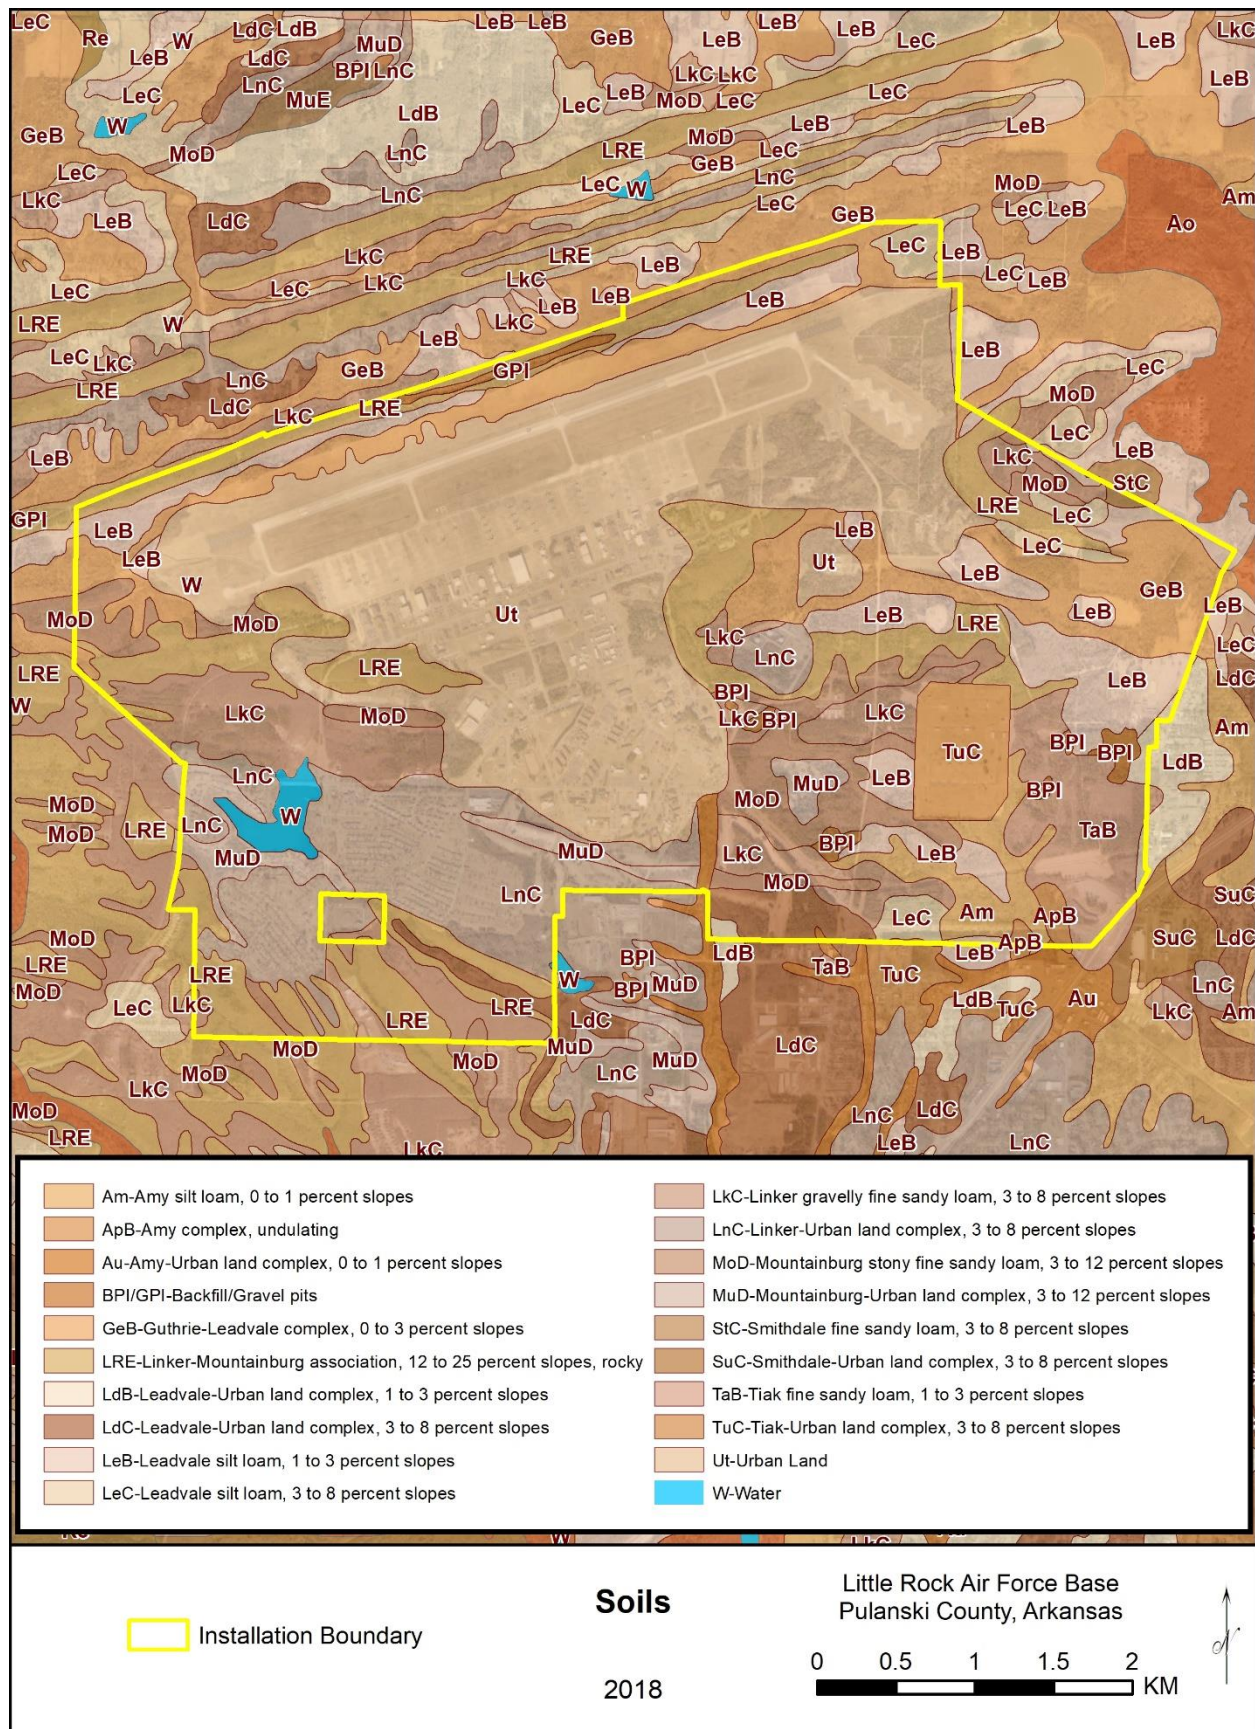 LeC Re W LdC LdB MuD LeB LeB GeB LeB LeB LeB LeC LeB LkC
LeB LdC BPI LnC LeB
LeC LnC MuE LeC LeB LkC LkC MoD LeC LeC
W LdB
GeB MoD LnC LRE MoD LeB LeC GeB LeB
LeC LnC LeC W LnC MoD Am
LkC LeB LdC LeC GeB LeC LeB Ao
LkC LRE LeB LeC LeB
LeC LeC LkC LkC LeB LeC LeB
LRE W LkC LeB LeB LeB
LeC LkC LeB LeB LeC
LRE LnC GeB GPI MoD
LdC LkC LRE LeC
LeB LkC LeB
MoD StC
GPI LRE LeC
LeB LeB LeC
LeB W Ut LeB GeB
MoD MoD Ut LeB LeB LeB
LRE LRE LkC LnC LRE LeC
W LkC MoD BPI LeB LdC
LkC BPI LkC Am
LnC TuC BPI BPI LdB
MoD W MuD LeB BPI
MoD LRE LnC MoD TaB
MuD MuD LkC BPI LeB
LnC MoD SuC
MoD LeC Am ApB SuC LdC
LRE LRE BPI LdB LeB ApB
MoD W BPI MuD TaB TuC LnC
LeC LkC LRE LRE LdC LdB TuC Au LkC Am
MoD MuD LdC
LkC MoD MoD LnC MuD
MoD LnC LdC
LRE LkC LeB LnC
Am-Amy silt loam, 0 to 1 percent slopes
ApB-Amy complex, undulating
Au-Amy-Urban land complex, 0 to 1 percent slopes
BPI/GPI-Backfill/Gravel pits
GeB-Guthrie-Leadvale complex, 0 to 3 percent slopes
LRE-Linker-Mountainburg association, 12 to 25 percent slopes, rocky
LdB-Leadvale-Urban land complex, 1 to 3 percent slopes
LdC-Leadvale-Urban land complex, 3 to 8 percent slopes
LeB-Leadvale silt loam, 1 to 3 percent slopes
LeC-Leadvale silt loam, 3 to 8 percent slopes
LkC-Linker gravelly fine sandy loam, 3 to 8 percent slopes
LnC-Linker-Urban land complex, 3 to 8 percent slopes
MoD-Mountainburg stony fine sandy loam, 3 to 12 percent slopes
MuD-Mountainburg-Urban land complex, 3 to 12 percent slopes
StC-Smithdale fine sandy loam, 3 to 8 percent slopes
SuC-Smithdale-Urban land complex, 3 to 8 percent slopes
TaB-Tiak fine sandy loam, 1 to 3 percent slopes
TuC-Tiak-Urban land complex, 3 to 8 percent slopes
Ut-Urban Land
W-Water
Installation Boundary
Soils
2018
Little Rock Air Force Base
Pulanski County, Arkansas
0 0.5 1 1.5 2
KM